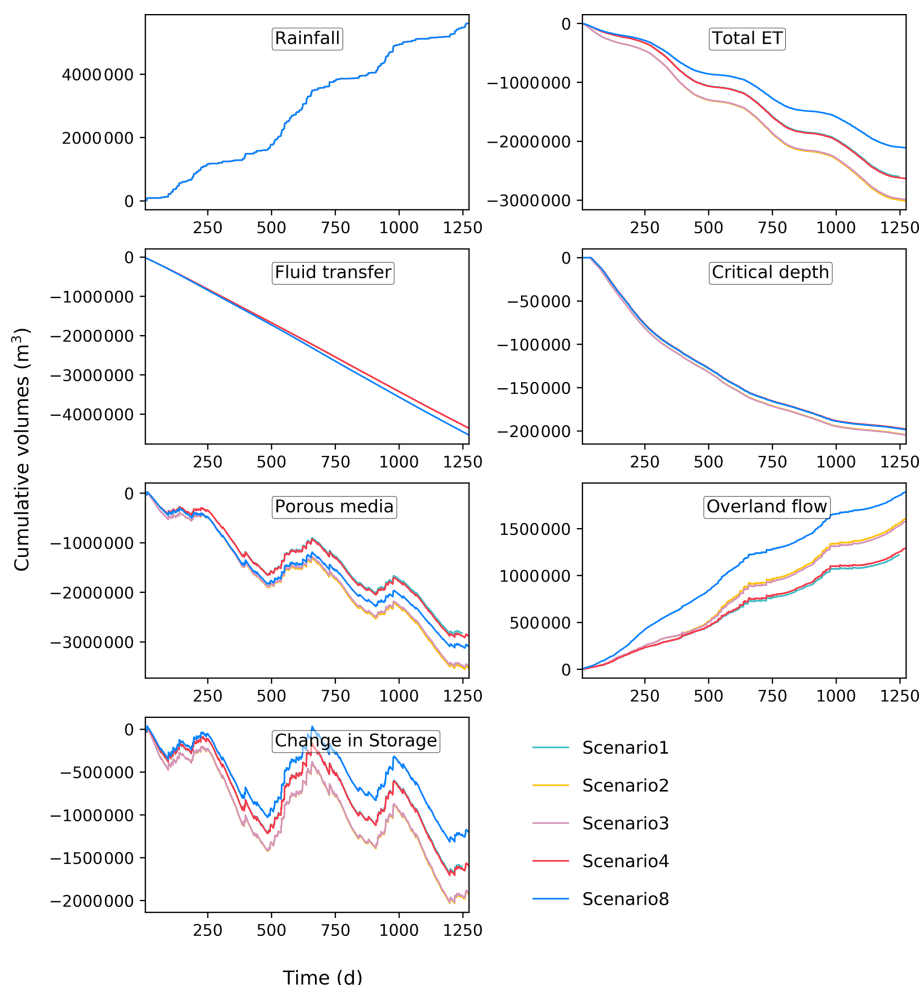 Rainfall
4000000
2000000
0
250 500 750 1000 1250
Total ET
0
−1000000
−2000000
−3000000
250 500 750 1000 1250
Fluid transfer
0
−1000000
−2000000
−3000000
−4000000
250 500 750 1000 1250
Critical depth
0
−50000
−100000
−150000
−200000
250 500 750 1000 1250
Cumulative volumes (m³)
Porous media
0
−1000000
−2000000
−3000000
250 500 750 1000 1250
Overland flow
1500000
1000000
500000
0
250 500 750 1000 1250
Change in Storage
0
−500000
−1000000
−1500000
−2000000
250 500 750 1000 1250
Time (d)
Scenario1
Scenario2
Scenario3
Scenario4
Scenario8